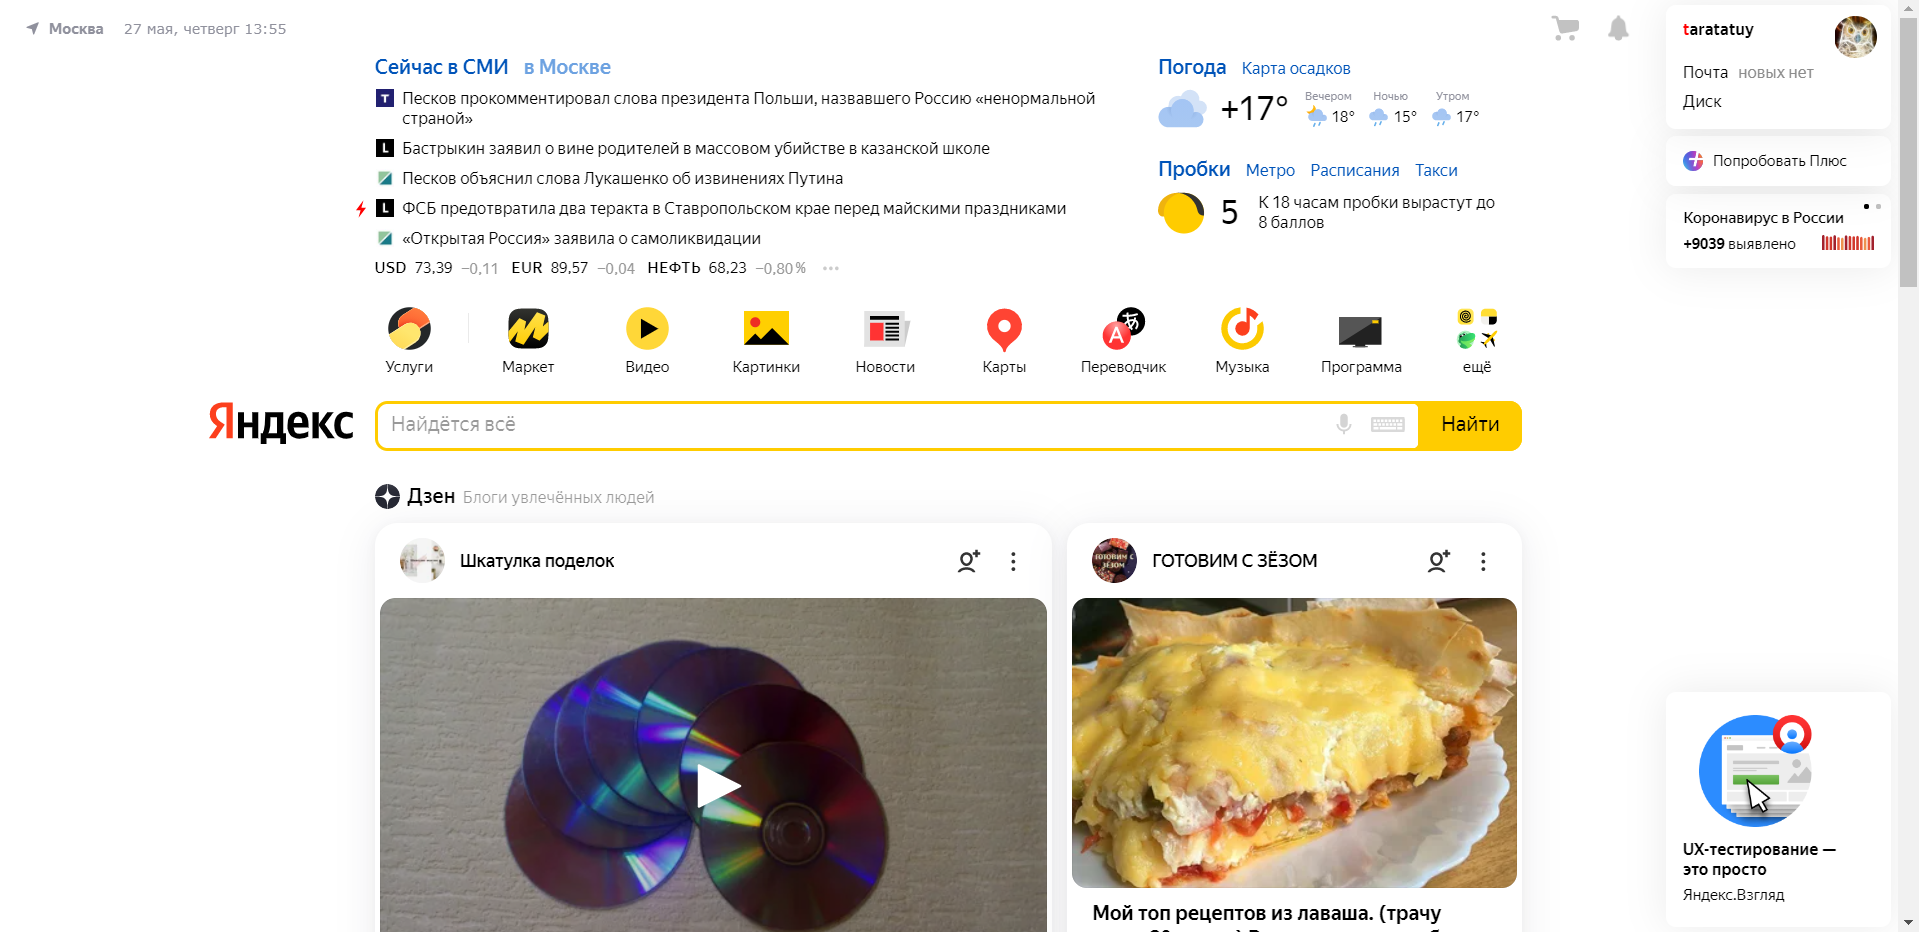 Москва 27 мая, четверг 13:55
taratatuy
Почта новых нет
Диск
Попробовать Плюс
Коронавирус в России
+9039 выявлено
Сейчас в СМИ в Москве
Песков прокомментировал слова президента Польши, назвавшего Россию «ненормальной
страной»
Бастрыкин заявил о вине родителей в массовом убийстве в казанской школе
Песков объяснил слова Лукашенко об извинениях Путина
ФСБ предотвратила два теракта в Ставропольском крае перед майскими праздниками
«Открытая Россия» заявила о самоликвидации
USD 73,39 −0,11 EUR 89,57 −0,04 НЕФТЬ 68,23 −0,80%
Погода Карта осадков
+17° Вечером 18° Ночью 15° Утром 17°
Пробки Метро Расписания Такси
5 К 18 часам пробки вырастут до
8 баллов
Услуги Маркет Видео Картинки Новости Карты Переводчик Музыка Программа ещё
Яндекс Найдётся всё Найти
Дзен Блоги увлечённых людей
Шкатулка поделок
ГОТОВИМ С ЗЁЗОМ
Мой топ рецептов из лаваша. (трачу
UX-тестирование —
это просто
Яндекс.Взгляд